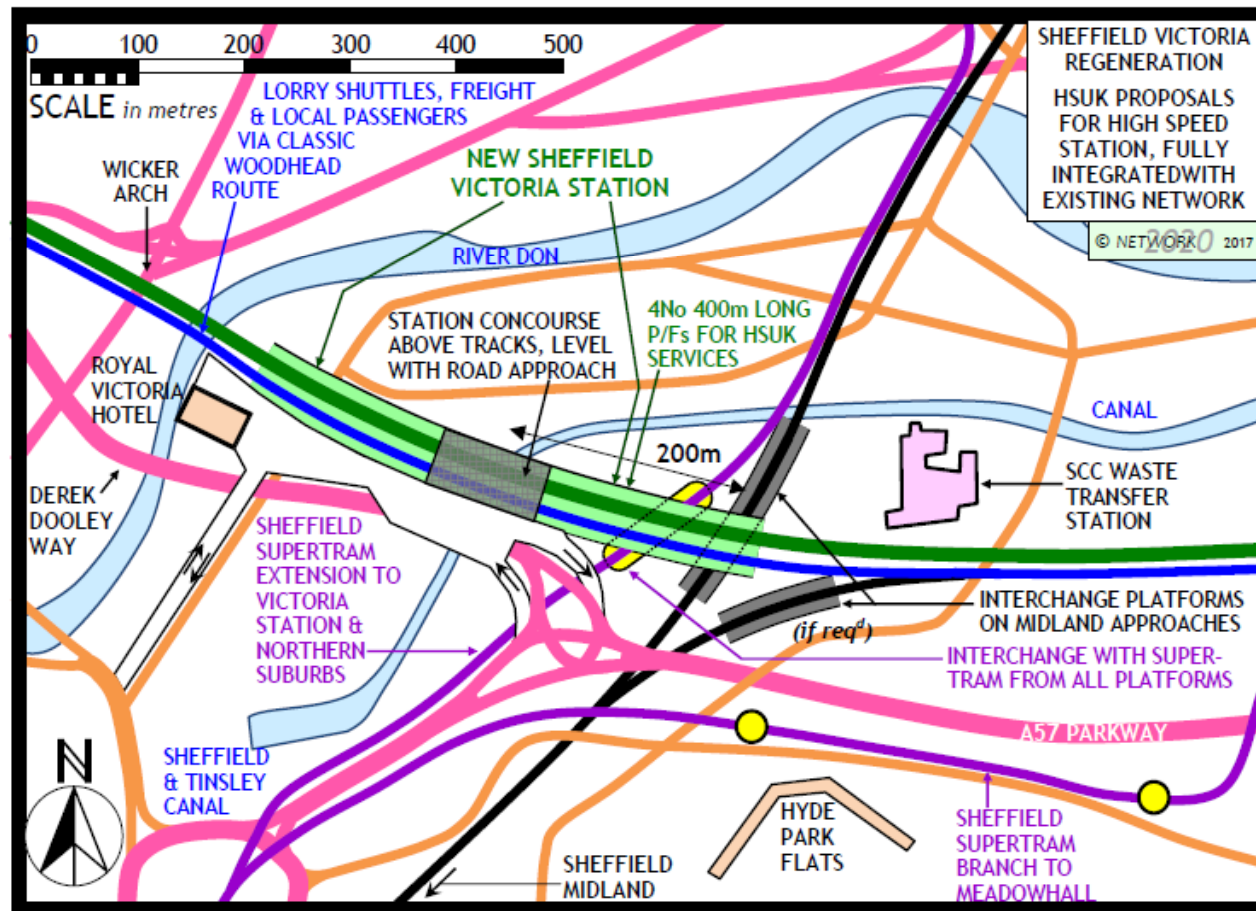 0 100 200 300 400 500
SCALE in metres
LORRY SHUTTLES, FREIGHT
& LOCAL PASSENGERS
VIA CLASSIC
WOODHEAD
ROUTE
SHEFFIELD VICTORIA
REGENERATION
HSUK PROPOSALS
FOR HIGH SPEED
STATION, FULLY
INTEGRATEDWITH
EXISTING NETWORK
© NETWORK 2020 2017
WICKER
ARCH
NEW SHEFFIELD
VICTORIA STATION
RIVER DON
STATION CONCOURSE
ABOVE TRACKS, LEVEL
WITH ROAD APPROACH
4No 400m LONG
P/Fs FOR HSUK
SERVICES
ROYAL
VICTORIA
HOTEL
CANAL
200m
DEREK
DOOLEY
WAY
SCC WASTE
TRANSFER
STATION
SHEFFIELD
SUPERTRAM
EXTENSION TO
VICTORIA
STATION &
NORTHERN
SUBURBS
INTERCHANGE PLATFORMS
ON MIDLAND APPROACHES
(if reqᵈ)
INTERCHANGE WITH SUPER-
TRAM FROM ALL PLATFORMS
A57 PARKWAY
N
SHEFFIELD
& TINSLEY
CANAL
HYDE
PARK
FLATS
SHEFFIELD
SUPERTRAM
BRANCH TO
MEADOWHALL
SHEFFIELD
MIDLAND